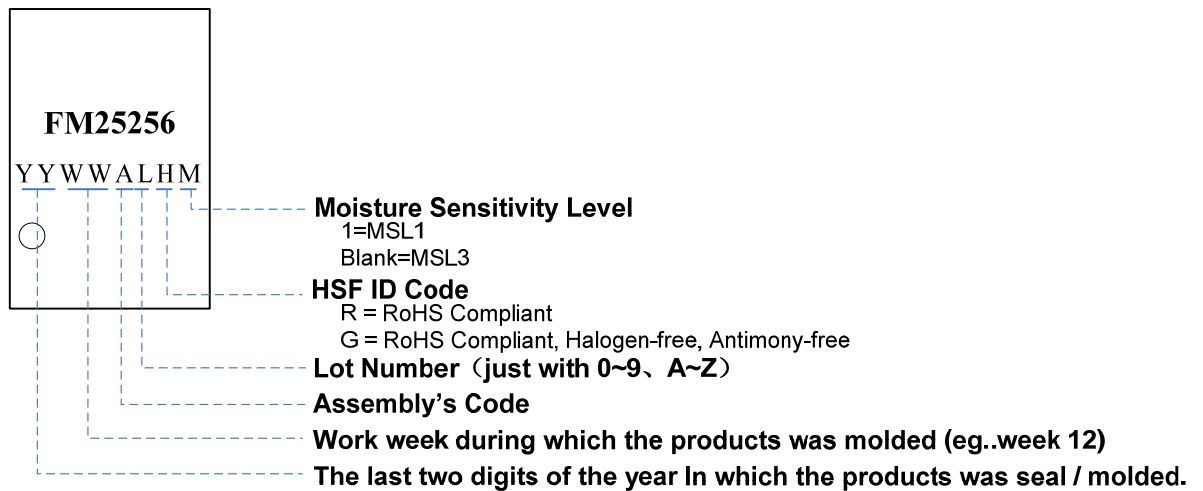 FM25256
YYWWALHM
Moisture Sensitivity Level
1=MSL1
Blank=MSL3
HSF ID Code
R = RoHS Compliant
G = RoHS Compliant, Halogen-free, Antimony-free
Lot Number（just with 0~9、A~Z）
Assembly's Code
Work week during which the products was molded (eg..week 12)
The last two digits of the year In which the products was seal / molded.